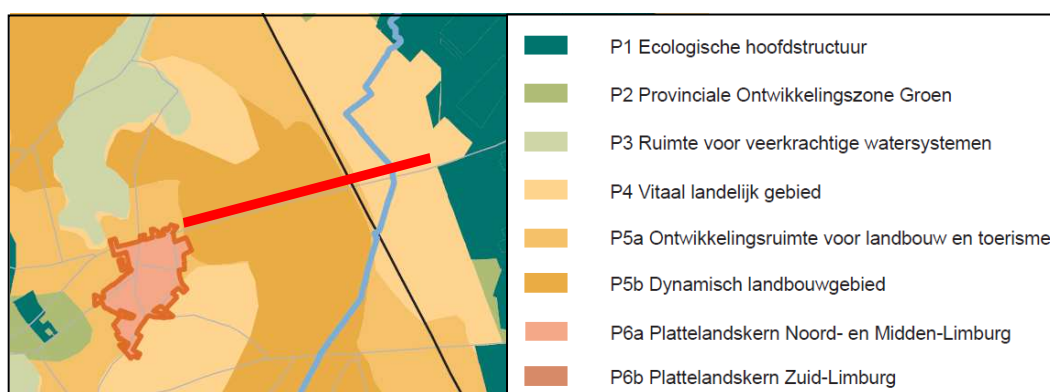 P1 Ecologische hoofdstructuur
P2 Provinciale Ontwikkelingszone Groen
P3 Ruimte voor veerkrachtige watersystemen
P4 Vitaal landelijk gebied
P5a Ontwikkelingsruimte voor landbouw en toerisme
P5b Dynamisch landbouwgebied
P6a Plattelandskern Noord- en Midden-Limburg
P6b Plattelandskern Zuid-Limburg